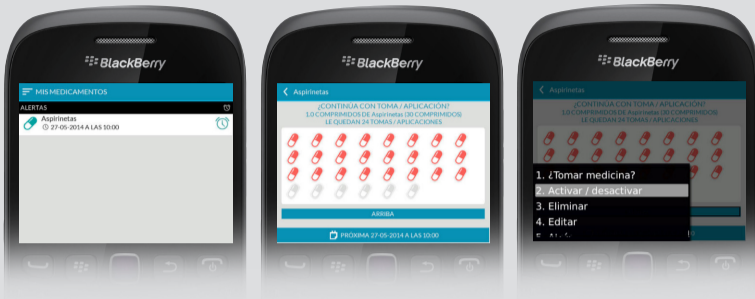 BlackBerry
MIS MEDICAMENTOS
ALERTAS
Aspirinetas
27-05-2014 A LAS 10:00
BlackBerry
Aspirinetas
¿CONTINÚA CON TOMA / APLICACIÓN?
1.0 COMPRIMIDOS DE Aspirinetas (30 COMPRIMIDOS)
LE QUEDAN 24 TOMAS / APLICACIONES
ARRIBA
PRÓXIMA 27-05-2014 A LAS 10:00
BlackBerry
Aspirinetas
¿CONTINÚA CON TOMA / APLICACIÓN?
1.0 COMPRIMIDOS DE Aspirinetas (30 COMPRIMIDOS)
LE QUEDAN 24 TOMAS / APLICACIONES
1. ¿Tomar medicina?
2. Activar / desactivar
3. Eliminar
4. Editar